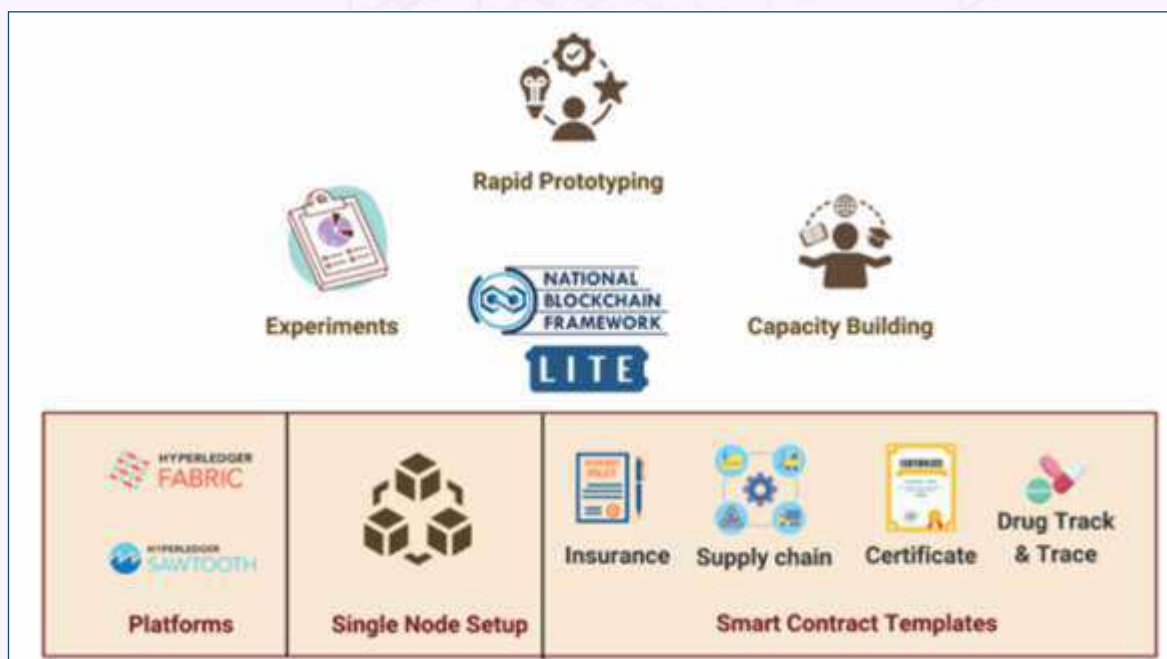 Rapid Prototyping
Experiments
NATIONAL
BLOCKCHAIN
FRAMEWORK
LITE
Capacity Building
HYPERLEDGER
FABRIC
HYPERLEDGER
SAWTOOTH
Platforms
Single Node Setup
Insurance
Supply chain
CERTIFICATE
Certificate
Drug Track
& Trace
Smart Contract Templates